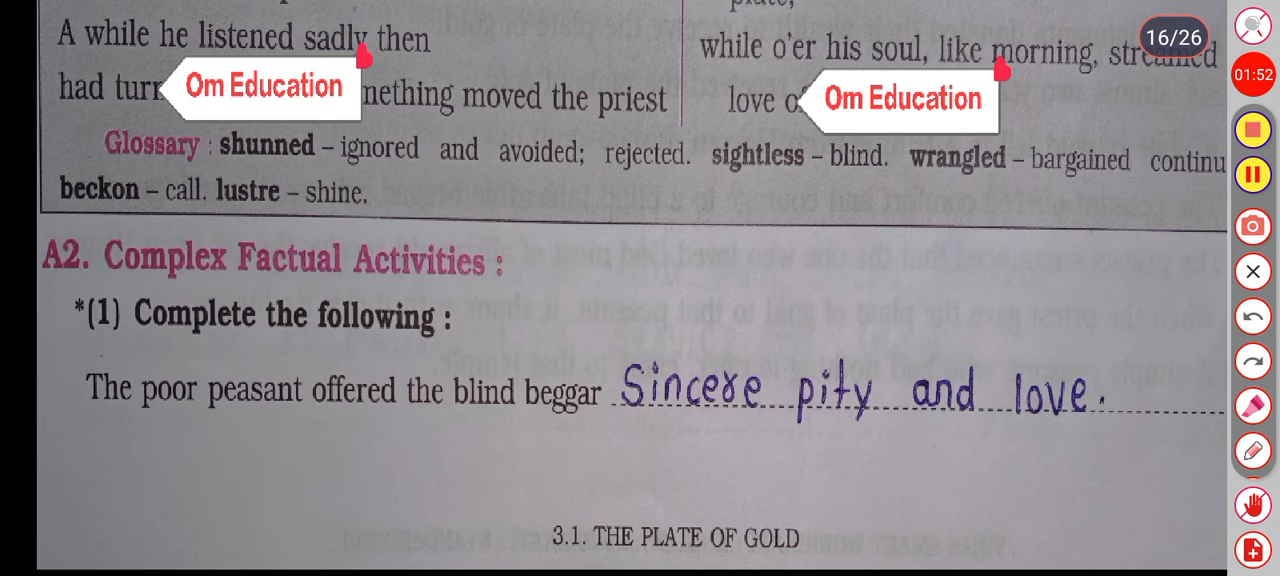 A while he listened sadly then
had turn
Om Education
mething moved the priest
while o'er his soul, like morning, streamed
love o
Om Education
16/26
01:52
Glossary : shunned – ignored and avoided; rejected. sightless – blind. wrangled – bargained continu
beckon – call. lustre – shine.
A2. Complex Factual Activities :
*(1) Complete the following :
The poor peasant offered the blind beggar Sincere pity and love.
3.1. THE PLATE OF GOLD